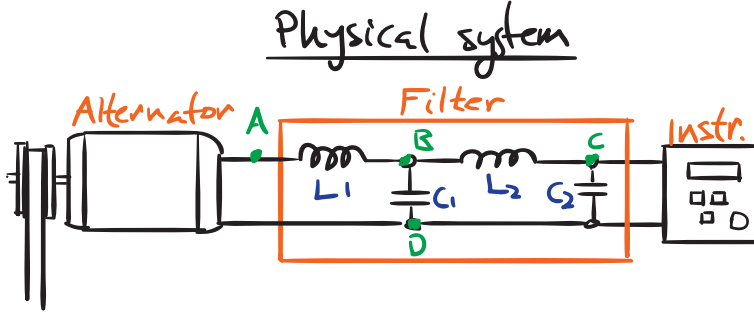 Physical system
Alternator
Filter
Instr.
A
B
C
L1
C1
L2
C2
D